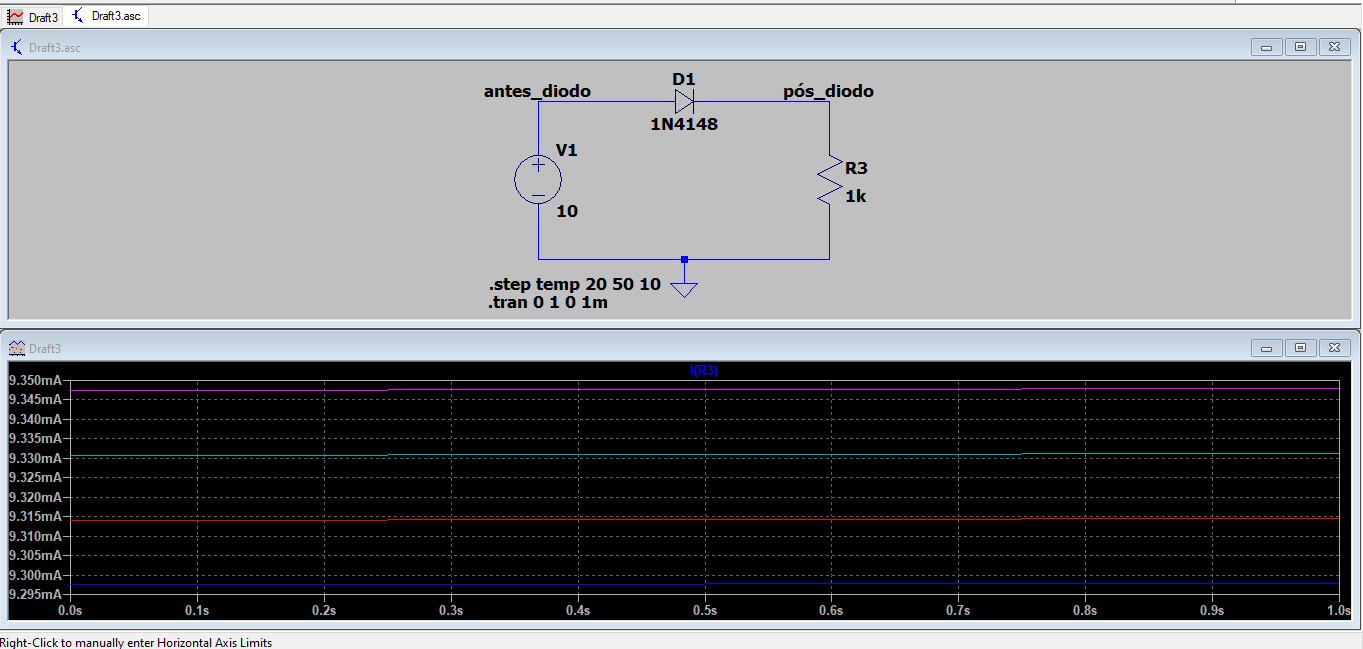 Draft3
Draft3.asc
Draft3.asc
antes_diodo
D1
pós_diodo
1N4148
V1
R3
1k
10
.step temp 20 50 10
.tran 0 1 0 1m
Draft3
I(R3)
9.350mA
9.345mA
9.340mA
9.335mA
9.330mA
9.325mA
9.320mA
9.315mA
9.310mA
9.305mA
9.300mA
9.295mA
0.0s 0.1s 0.2s 0.3s 0.4s 0.5s 0.6s 0.7s 0.8s 0.9s 1.0s
Right-Click to manually enter Horizontal Axis Limits